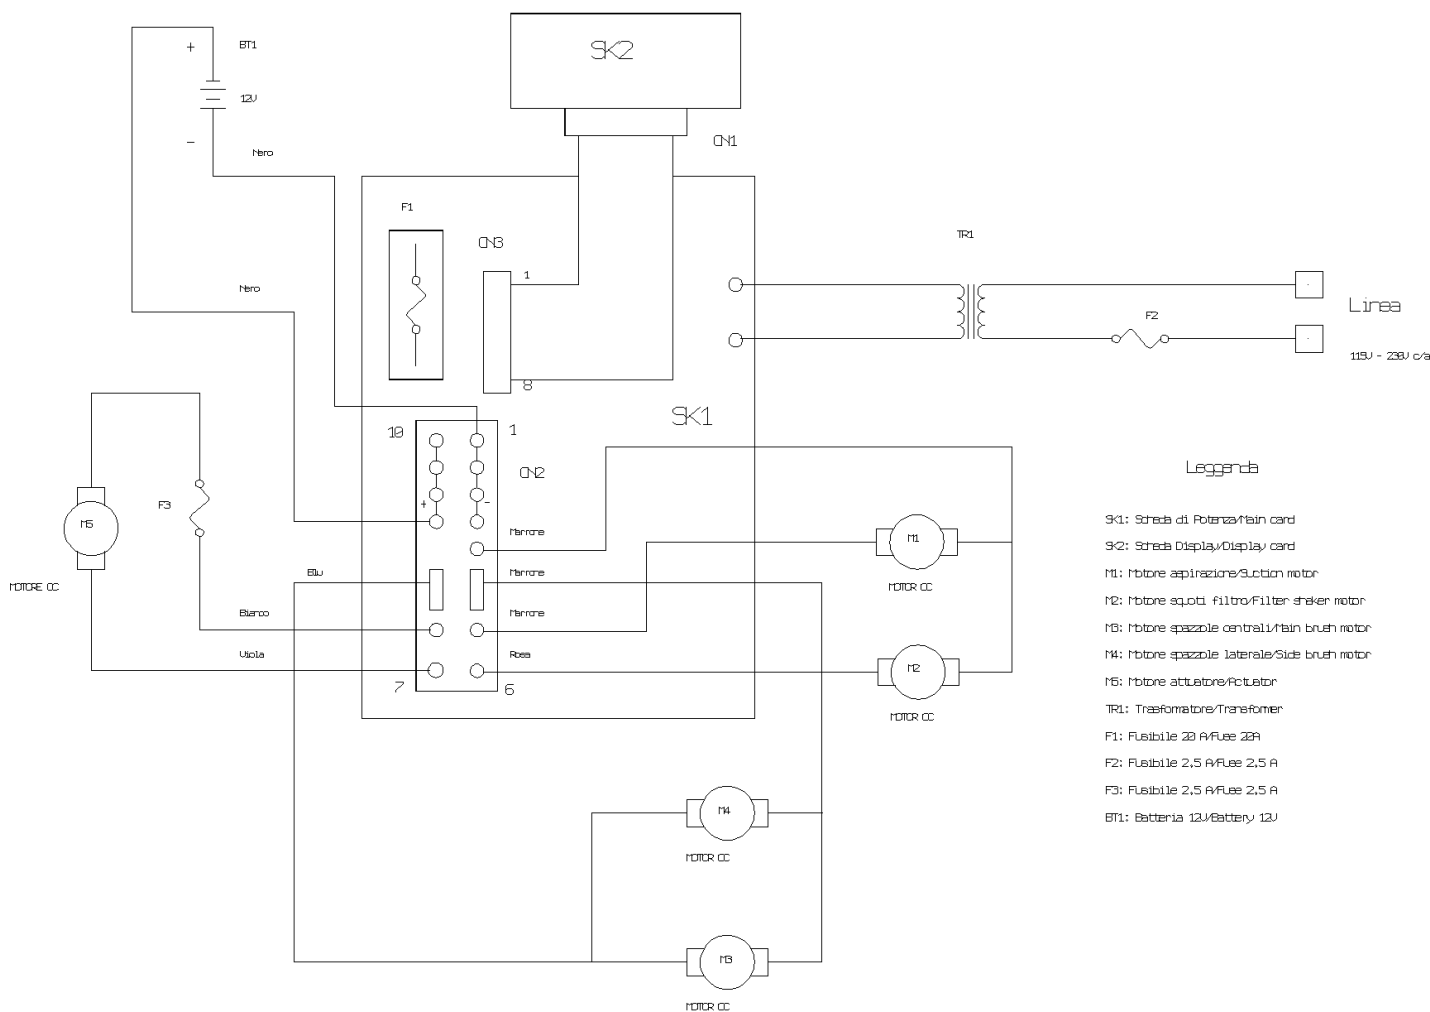 SK2
+
BT1
12V
CN1
-
Nero
F1
TR1
CN3
1
Nero
Linea
F2
115V - 230V c/a
8
SK1
10
1
Leggenda
CN2
+
-
F3
SK1: Scheda di Potenza/Main card
M5
Marrone
M1
SK2: Scheda Display/Display card
Blu
Marrone
M1: Motore aspirazione/Suction motor
MOTORE CC
MOTOR CC
M2: Motore squoti filtro/Filter shaker motor
Bianco
Marrone
M3: Motore spazzole centrali/Main brush motor
Viola
Rosa
M4: Motore spazzole laterale/Side brush motor
M2
M5: Motore attuatore/Actuator
7
6
TR1: Trasformatore/Transformer
MOTOR CC
F1: Fusibile 20 A/Fuse 20A
F2: Fusibile 2,5 A/Fuse 2,5 A
F3: Fusibile 2,5 A/Fuse 2,5 A
M4
BT1: Batteria 12V/Battery 12V
MOTOR CC
M3
MOTOR CC